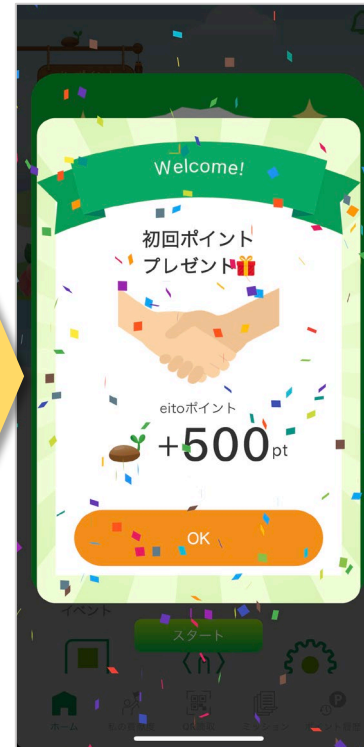 Welcome!
初回ポイント
プレゼント
eitoポイント
+500pt
OK
イベント
スタート
ホーム